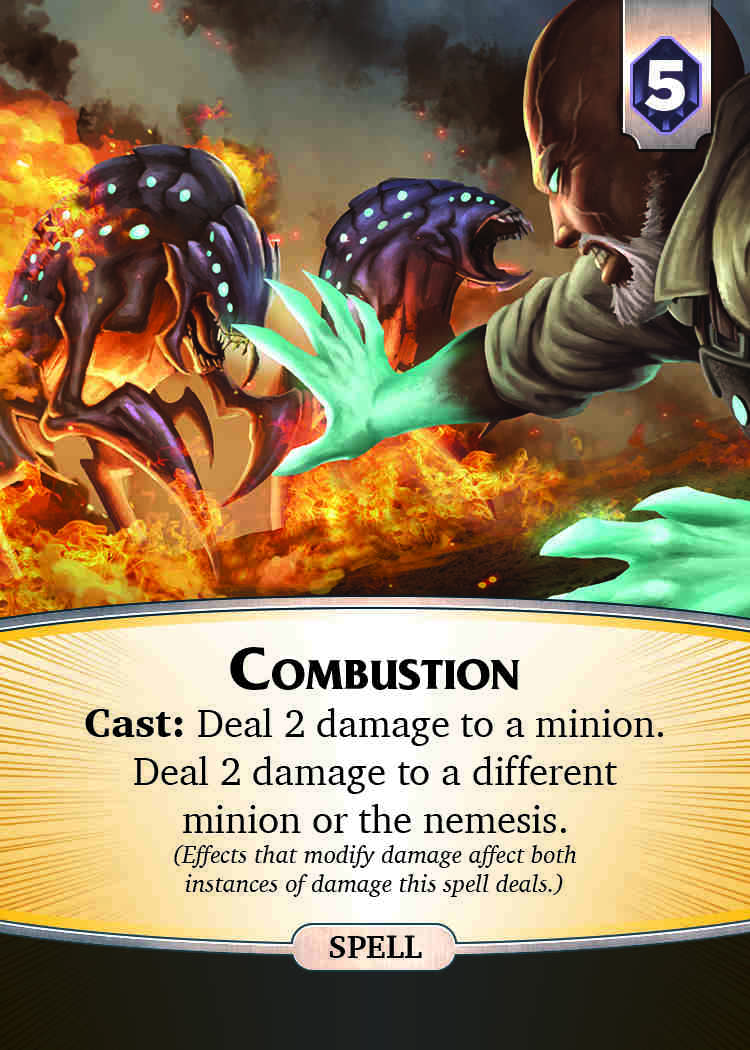 5
Combustion
Cast: Deal 2 damage to a minion.
Deal 2 damage to a different
minion or the nemesis.
(Effects that modify damage affect both
instances of damage this spell deals.)
SPELL